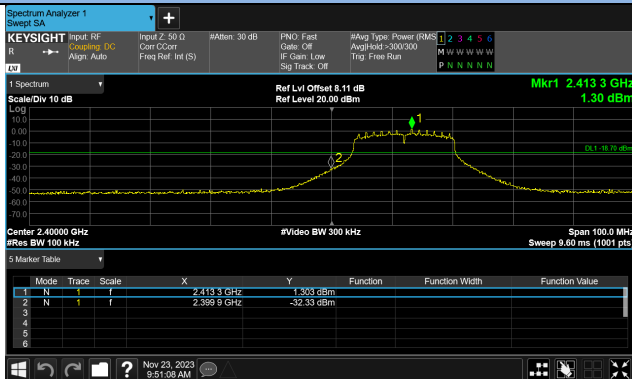 Spectrum Analyzer 1
Swept SA
+
KEYSIGHT Input: RF Input Z: 50 Ω #Atten: 30 dB PNO: Fast #Avg Type: Power (RMS 1 2 3 4 5 6
R Coupling: DC Corr CCorr Gate: Off Avg|Hold:>300/300 M W W W W W
Align: Auto Freq Ref: Int (S) IF Gain: Low Trig: Free Run
LXI Sig Track: Off P N N N N N
1 Spectrum
Scale/Div 10 dB
Ref Lvl Offset 8.11 dB
Ref Level 20.00 dBm
Mkr1 2.413 3 GHz
1.30 dBm
Log
10.0
0.00
-10.0
-20.0
-30.0
-40.0
-50.0
-60.0
-70.0
1
2
DL1 -18.70 dBm
Center 2.40000 GHz #Video BW 300 kHz Span 100.0 MHz
#Res BW 100 kHz Sweep 9.60 ms (1001 pts)
5 Marker Table
Mode Trace Scale X Y Function Function Width Function Value
1 N 1 f 2.413 3 GHz 1.303 dBm
2 N 1 f 2.399 9 GHz -32.33 dBm
3
4
5
6
? Nov 23, 2023
9:51:08 AM